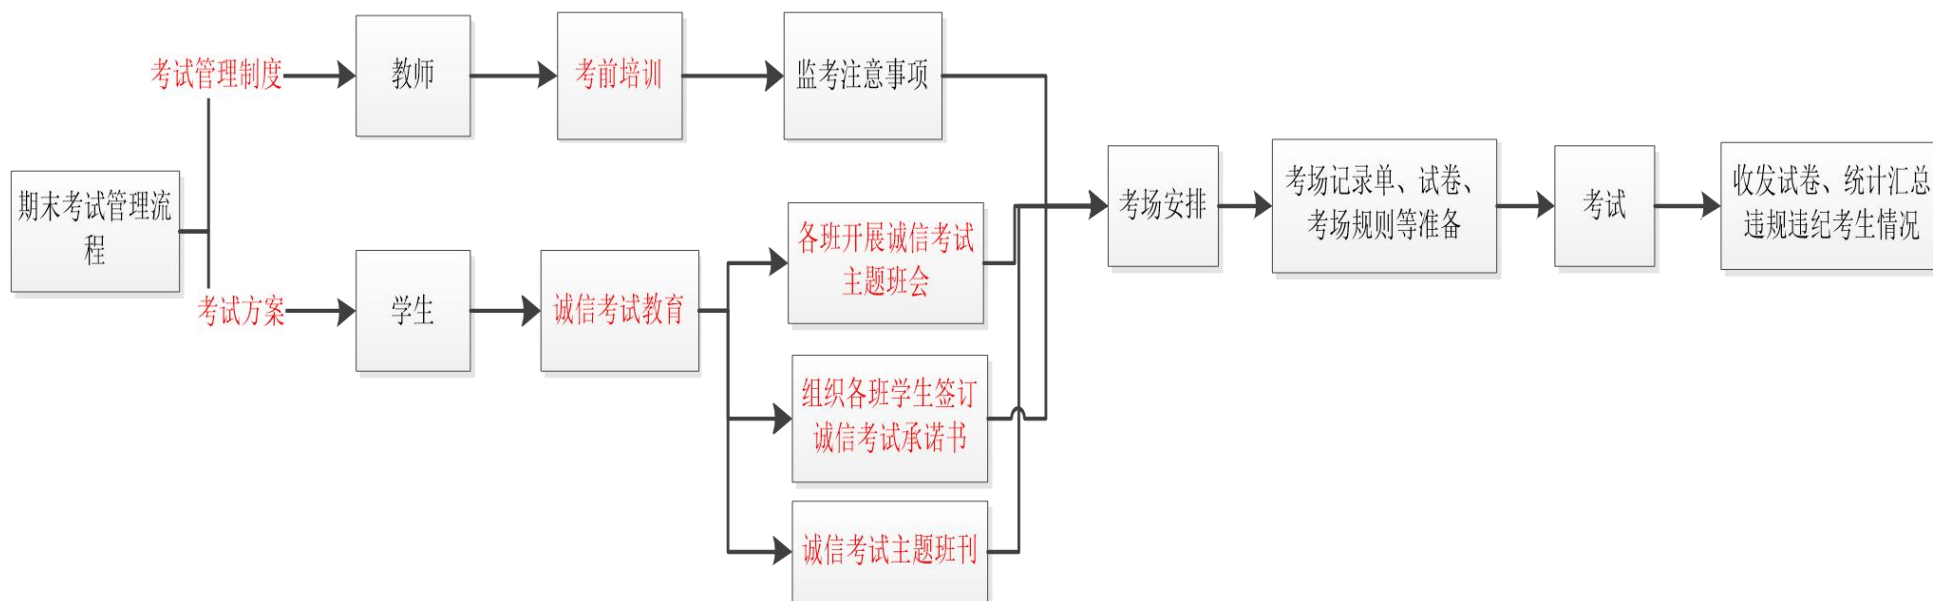 考试管理制度
教师
考前培训
监考注意事项
期末考试管理流
程
考试方案
学生
诚信考试教育
各班开展诚信考试
主题班会
组织各班学生签订
诚信考试承诺书
诚信考试主题班刊
考场安排
考场记录单、试卷、
考场规则等准备
考试
收发试卷、统计汇总
违规违纪考生情况